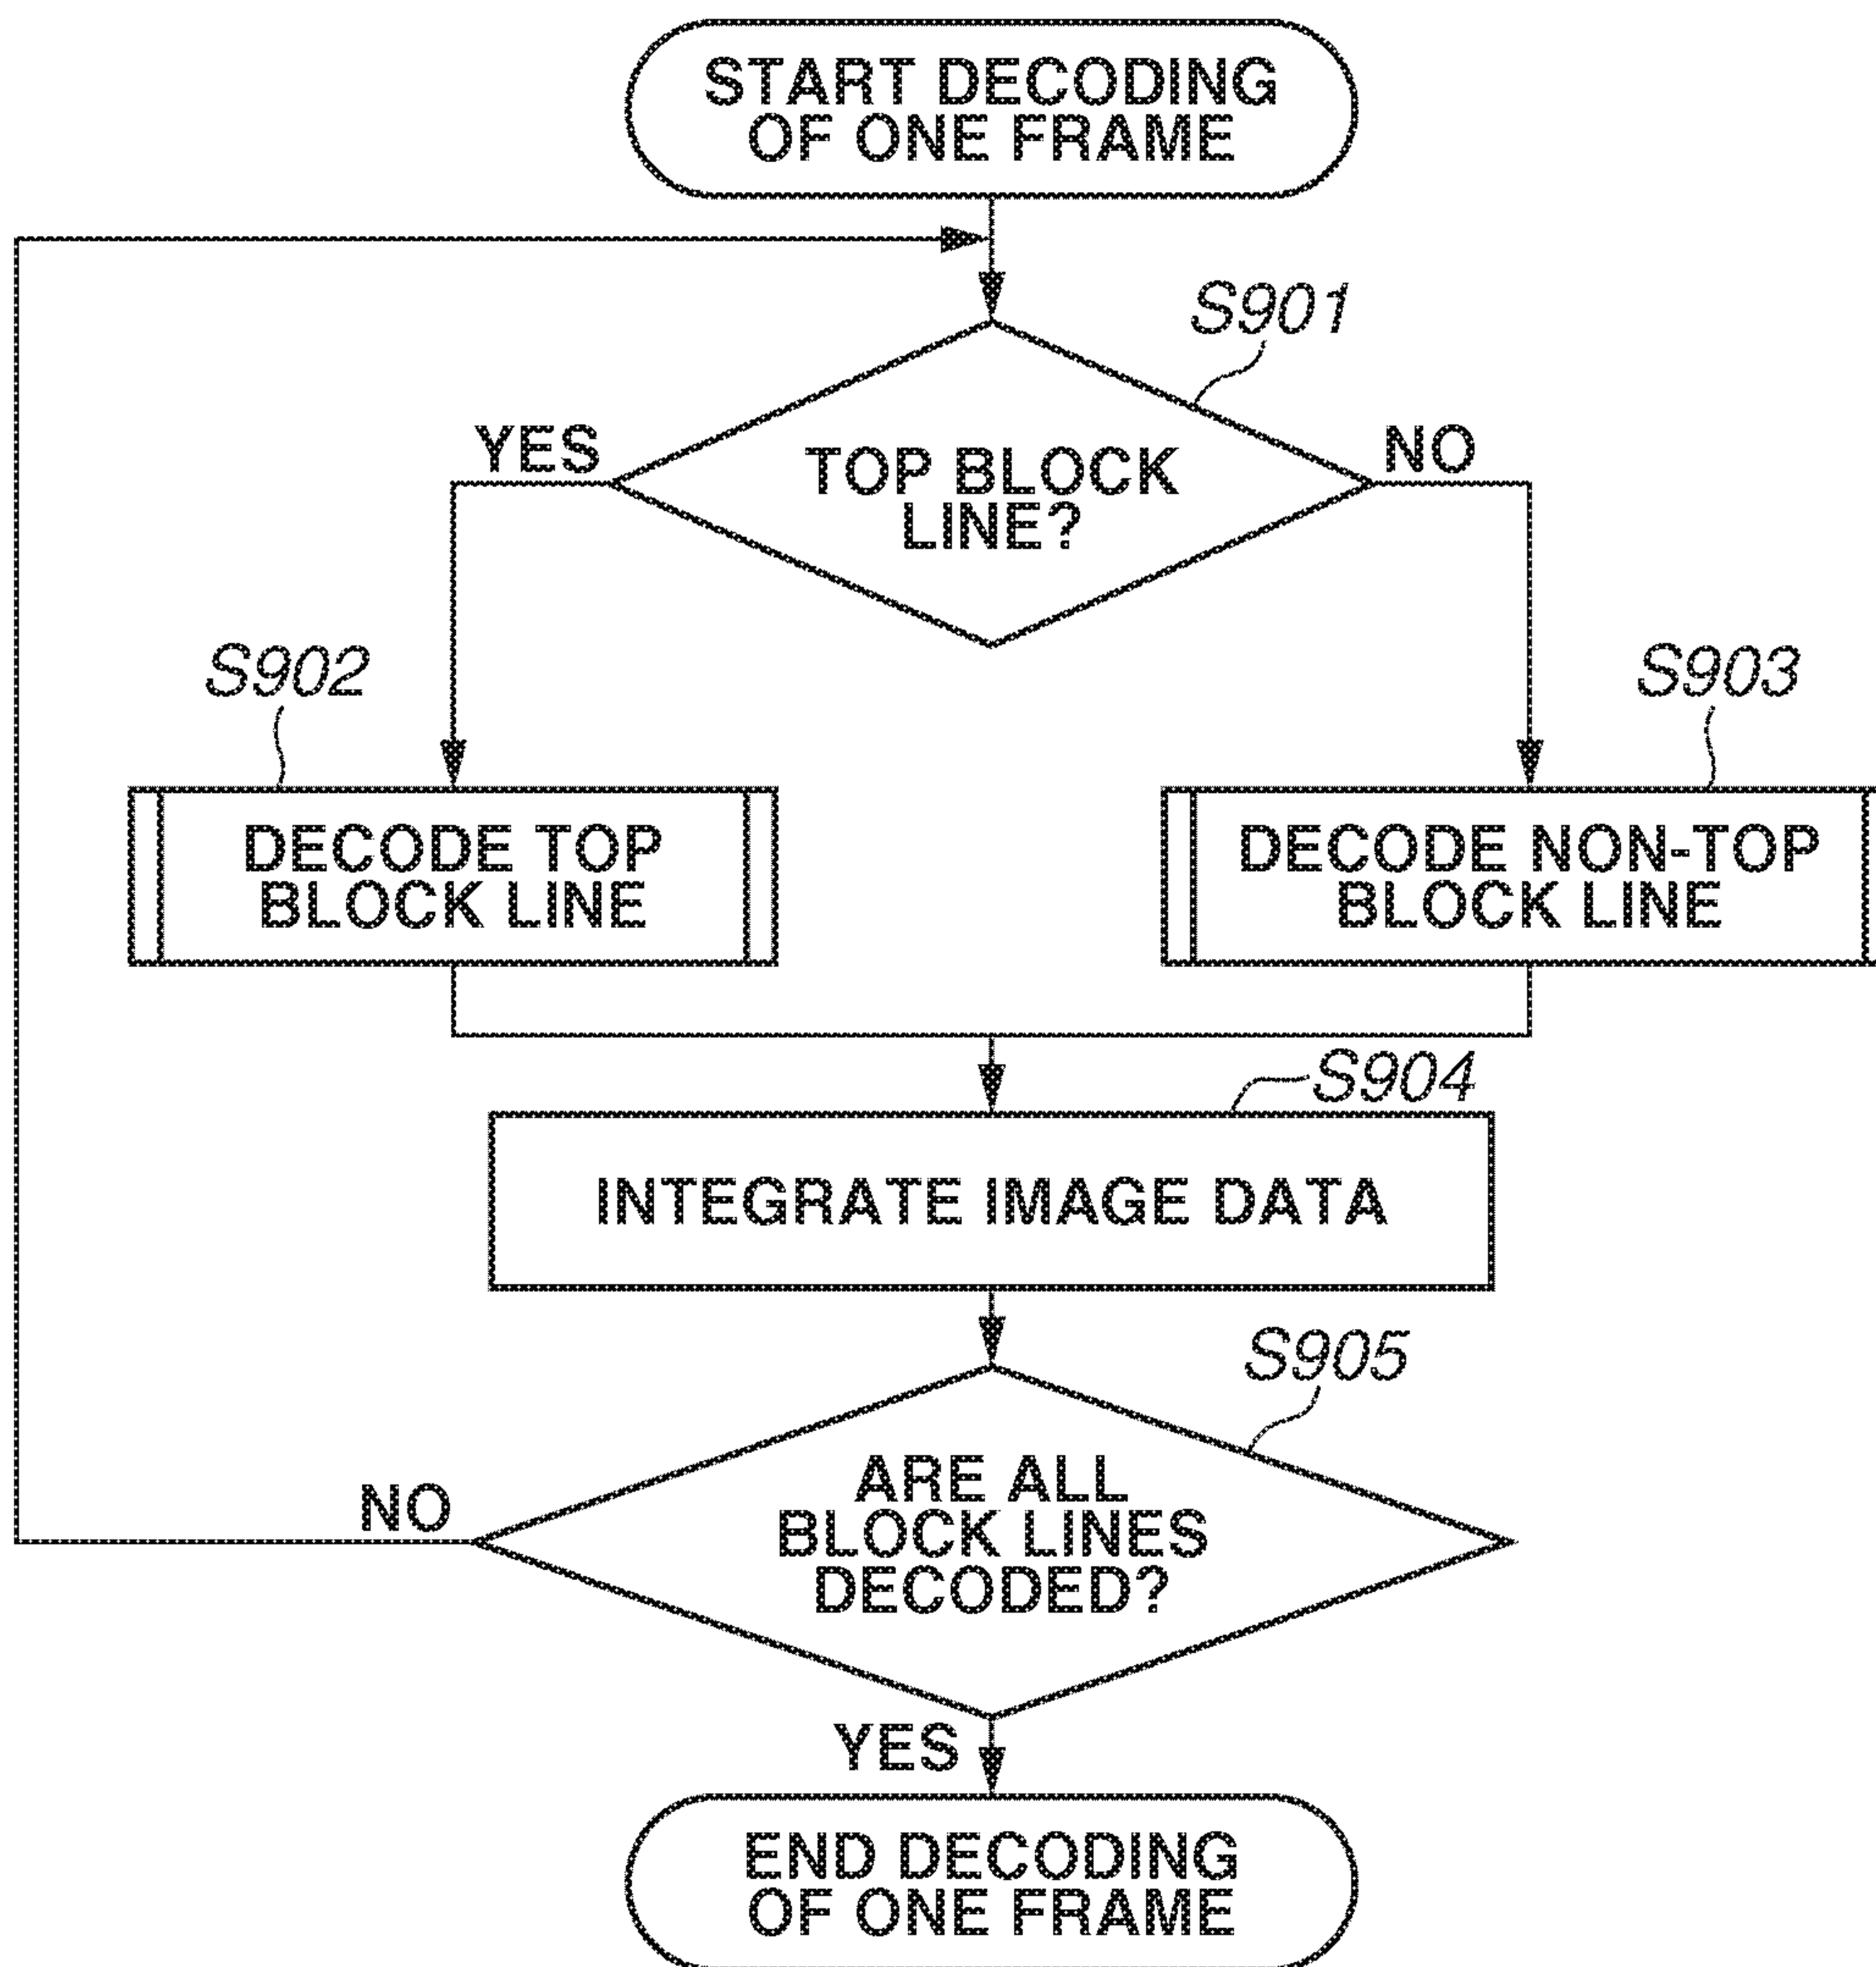 START DECODING
OF ONE FRAME
S901
YES
TOP BLOCK
LINE?
NO
S902
S903
DECODE TOP
BLOCK LINE
DECODE NON-TOP
BLOCK LINE
S904
INTEGRATE IMAGE DATA
S905
NO
ARE ALL
BLOCK LINES
DECODED?
YES
END DECODING
OF ONE FRAME